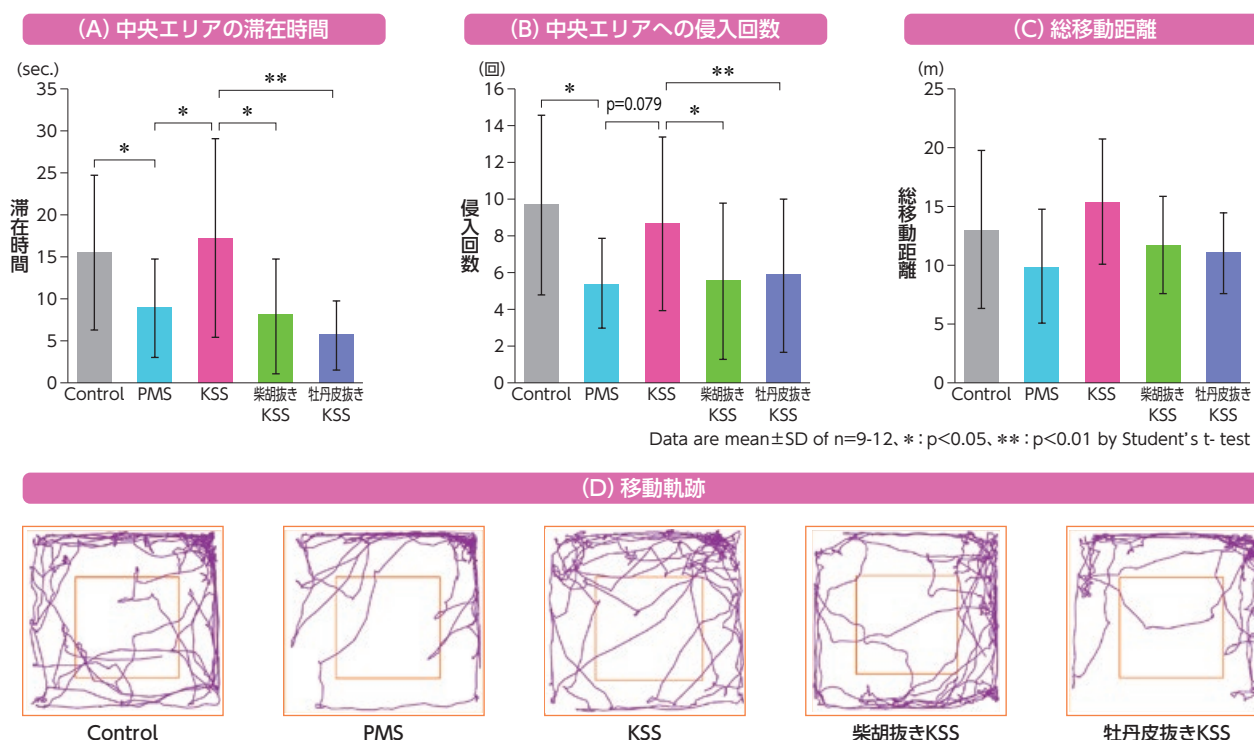 (A) 中央エリアの滞在時間
(sec.)
35
30
25
20
15
10
5
0
滞在時間
*
*
*
**
Control
PMS
KSS
柴胡抜き
KSS
牡丹皮抜き
KSS
(B) 中央エリアへの侵入回数
(回)
16
14
12
10
8
6
4
2
0
侵入回数
*
p=0.079
*
**
Control
PMS
KSS
柴胡抜き
KSS
牡丹皮抜き
KSS
(C) 総移動距離
(m)
25
20
15
10
5
0
総移動距離
Control
PMS
KSS
柴胡抜き
KSS
牡丹皮抜き
KSS
Data are mean±SD of n=9-12、*:p<0.05、**:p<0.01 by Student's t- test
(D) 移動軌跡
Control
PMS
KSS
柴胡抜きKSS
牡丹皮抜きKSS